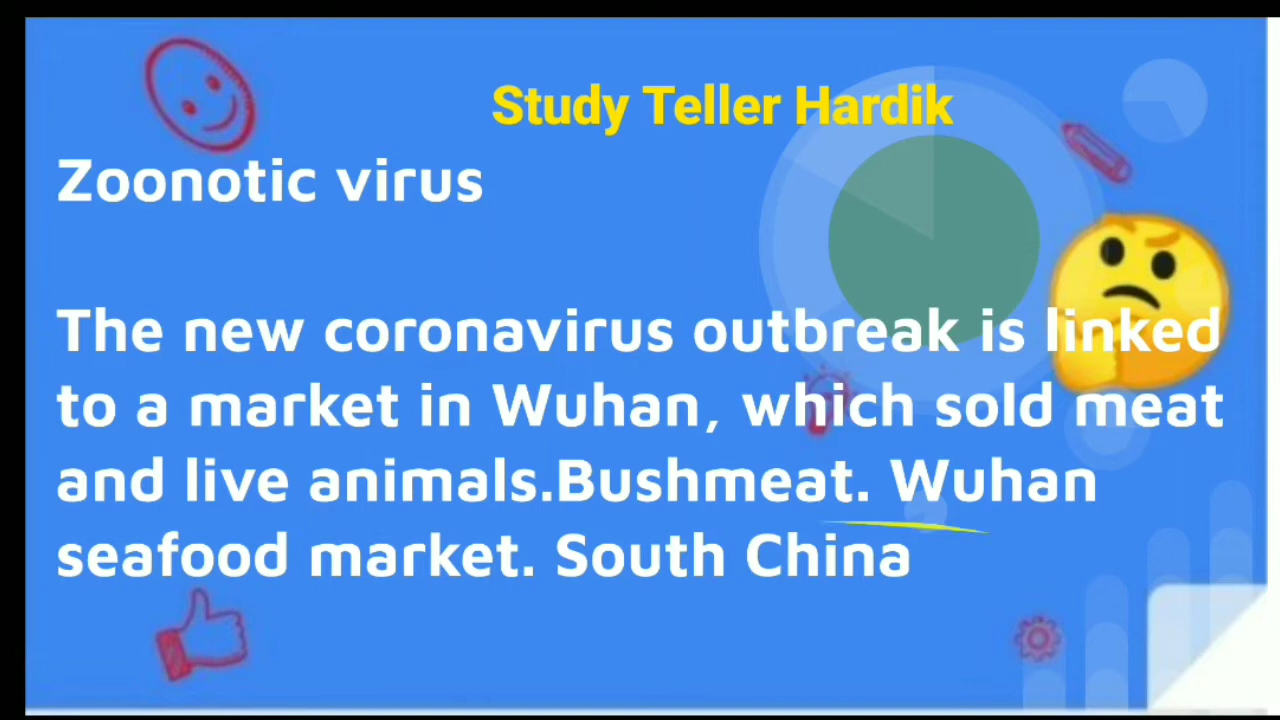 Study Teller Hardik
Zoonotic virus
The new coronavirus outbreak is linked
to a market in Wuhan, which sold meat
and live animals.Bushmeat. Wuhan
seafood market. South China